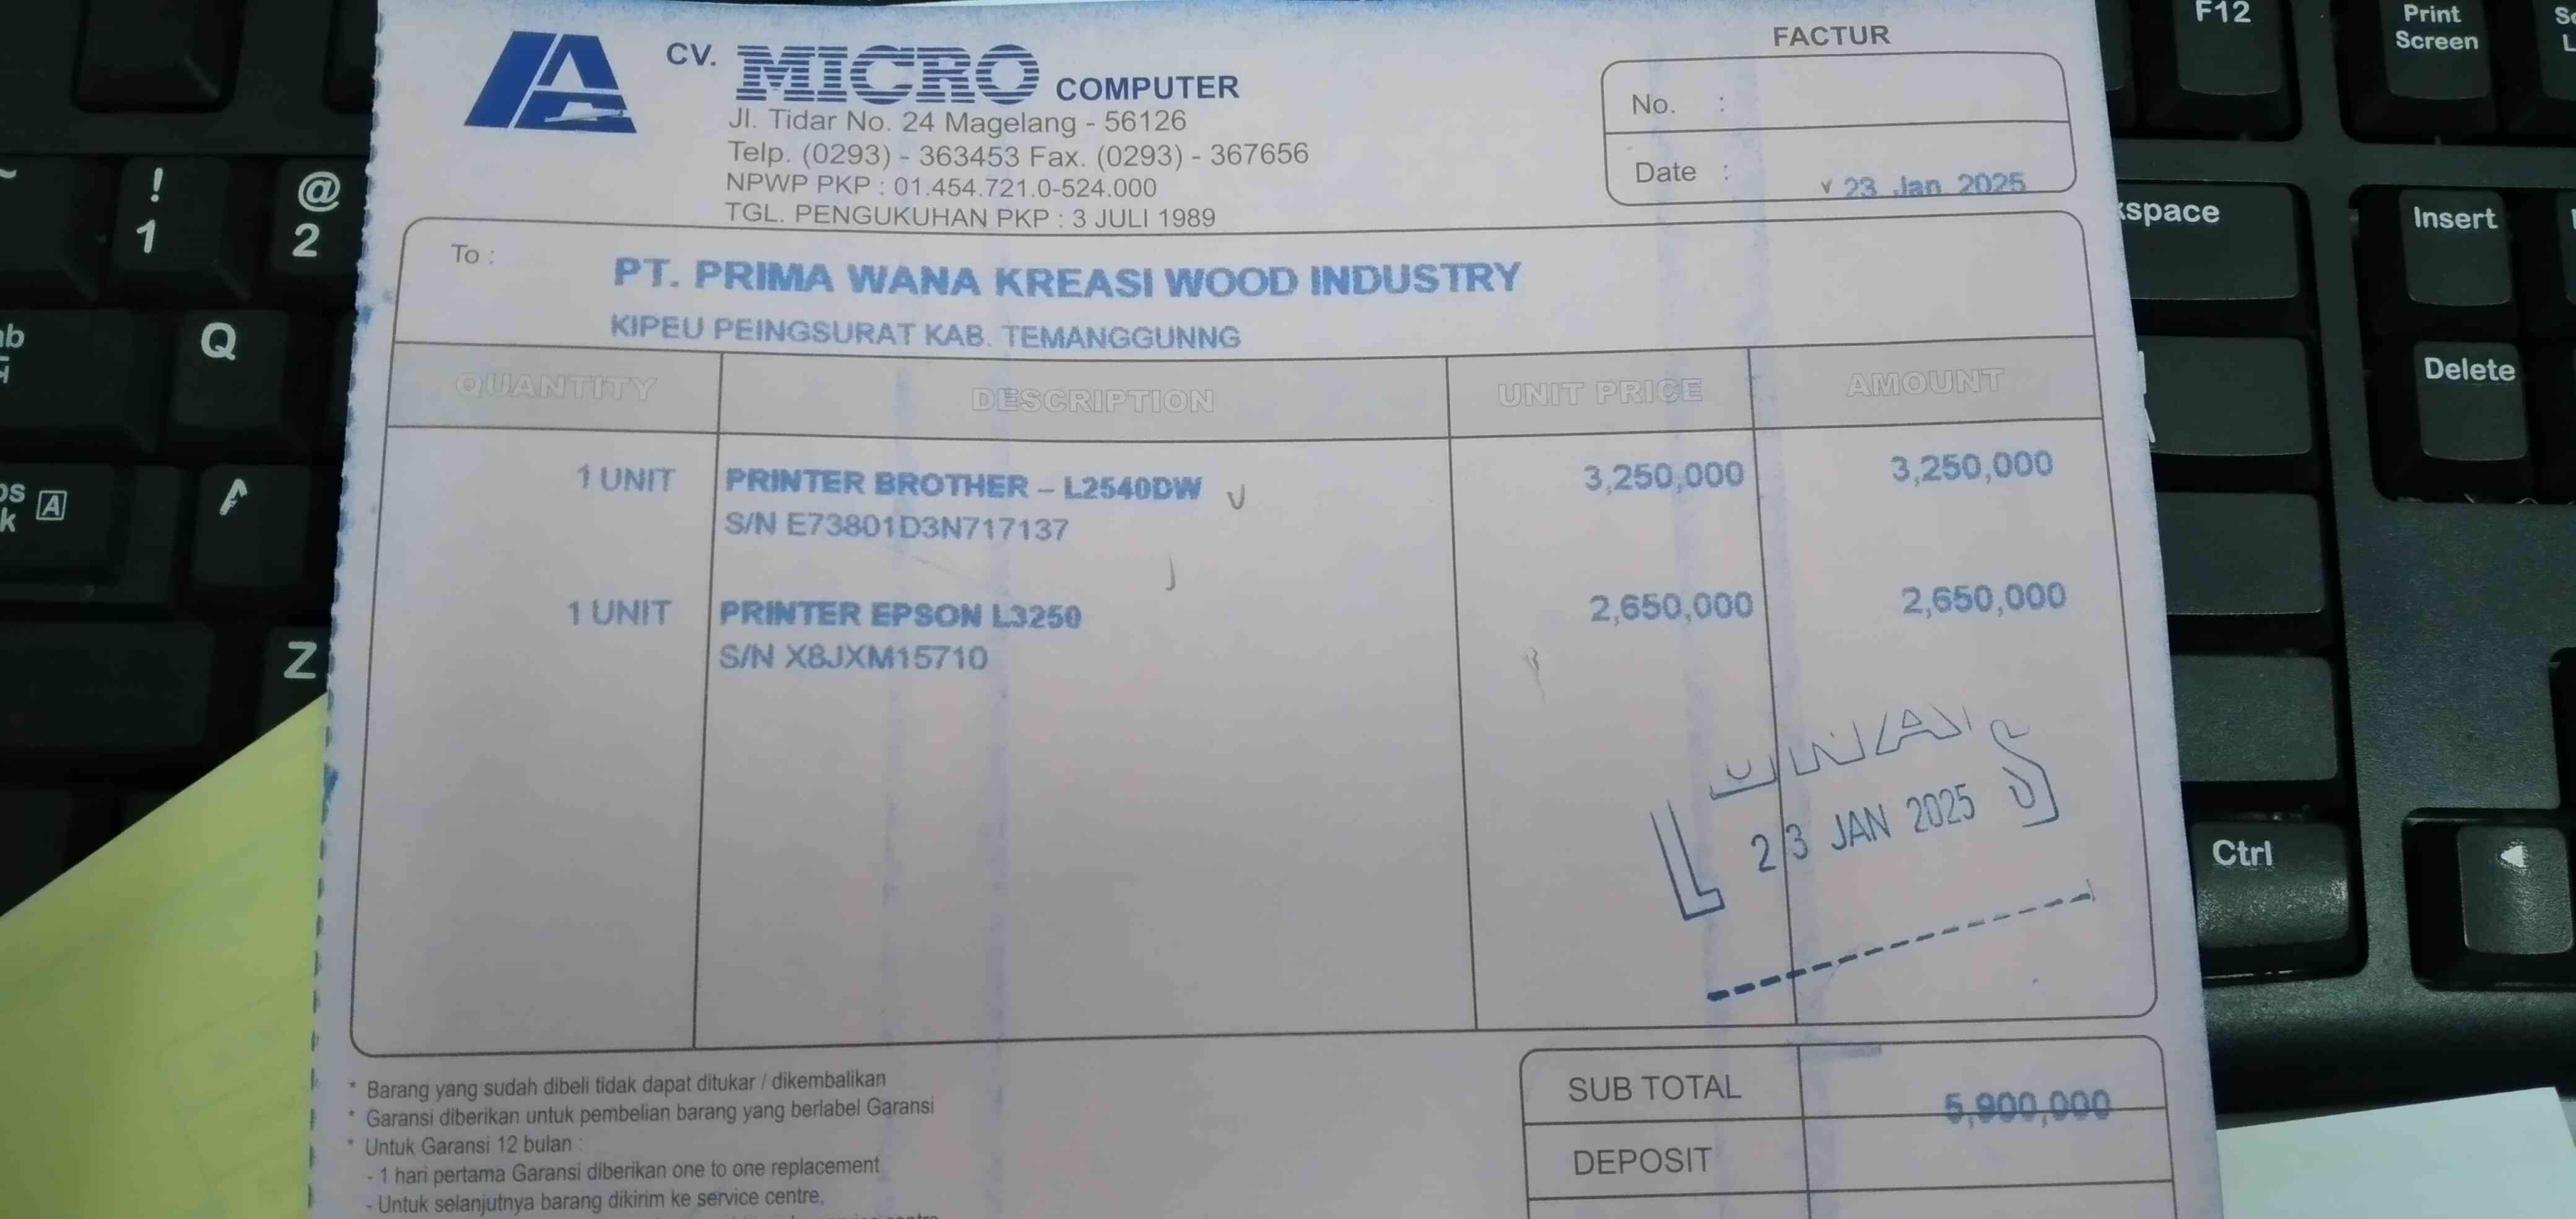 FACTUR
CV. MICRO COMPUTER
Jl. Tidar No. 24 Magelang - 56126
Telp. (0293) - 363453 Fax. (0293) - 367656
NPWP PKP : 01.454.721.0-524.000
TGL. PENGUKUHAN PKP : 3 JULI 1989
No. :
Date : 23 Jan 2025
To :
PT. PRIMA WANA KREASI WOOD INDUSTRY
KIPEU PEINGSURAT KAB. TEMANGGUNNG
QUANTITY DESCRIPTION UNIT PRICE AMOUNT
1 UNIT PRINTER BROTHER – L2540DW 3,250,000 3,250,000
S/N E73801D3N717137
1 UNIT PRINTER EPSON L3250 2,650,000 2,650,000
S/N X8JXM15710
LUNAS
23 JAN 2025
SUB TOTAL 5,900,000
DEPOSIT
* Barang yang sudah dibeli tidak dapat ditukar / dikembalikan
* Garansi diberikan untuk pembelian barang yang berlabel Garansi
* Untuk Garansi 12 bulan :
- 1 hari pertama Garansi diberikan one to one replacement
- Untuk selanjutnya barang dikirim ke service centre,
! 1
@ 2
Q
A
Z
F12
Print Screen
Insert
Delete
Ctrl